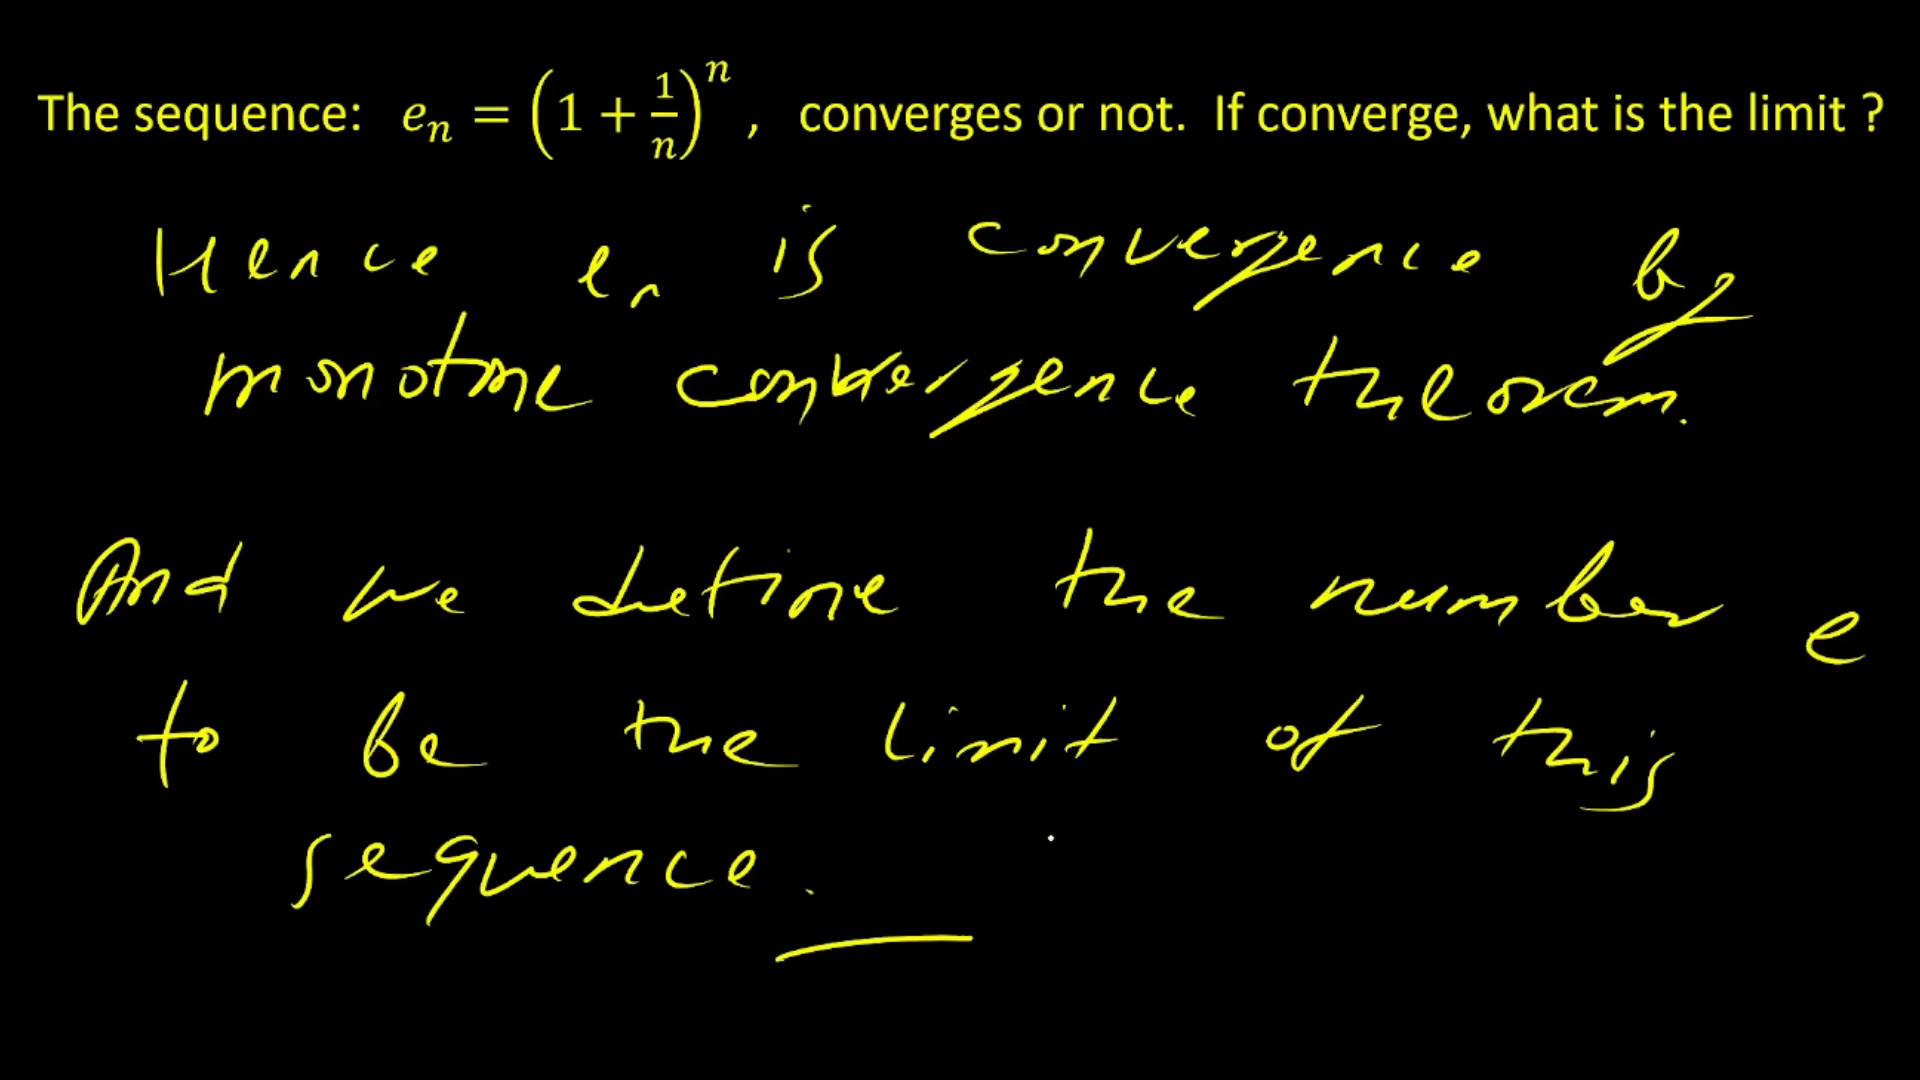 The sequence: eₙ = (1 + 1/n)ⁿ, converges or not. If converge, what is the limit ?
Hence eₙ is convergence by
monotone convergence theorem.
And we define the number e
to be the limit of this
sequence.